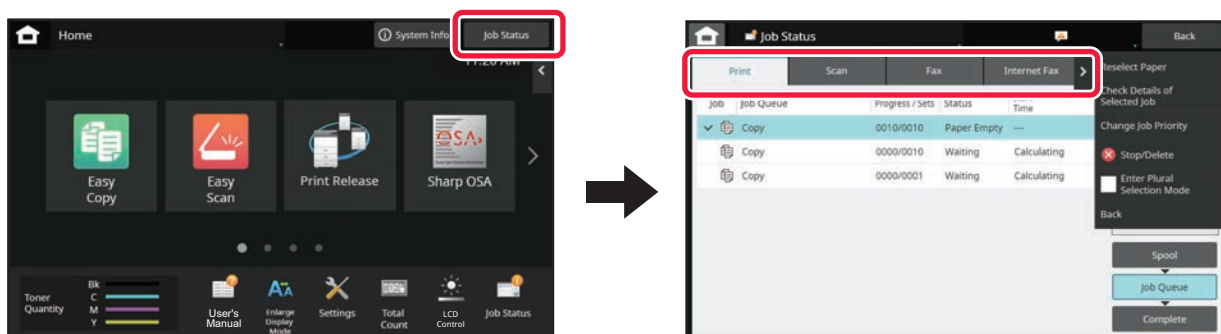 Home
System Info
Job Status
11:20 AM
Easy
Copy
Easy
Scan
Print Release
OSA
Sharp OSA
Toner
Quantity
Bk
C
M
Y
User's
Manual
Enlarge
Display
Mode
Settings
Total
Count
LCD
Control
Job Status
Job Status
Back
Print
Scan
Fax
Internet Fax
Job
Job Queue
Progress / Sets
Status
Time
Copy
0010/0010
Paper Empty
---
Copy
0000/0010
Waiting
Calculating
Copy
0000/0001
Waiting
Calculating
Reselect Paper
Check Details of
Selected Job
Change Job Priority
Stop/Delete
Enter Plural
Selection Mode
Back
Spool
Job Queue
Complete